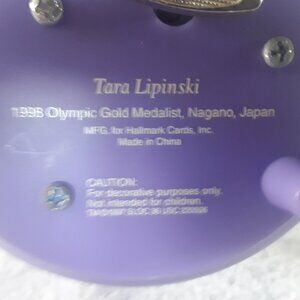 Tara Lipinski
1998 Olympic Gold Medalist, Nagano, Japan
MFG. for Hallmark Cards, Inc.
Made in China
CAUTION:
For decorative purposes only.
Not intended for children.